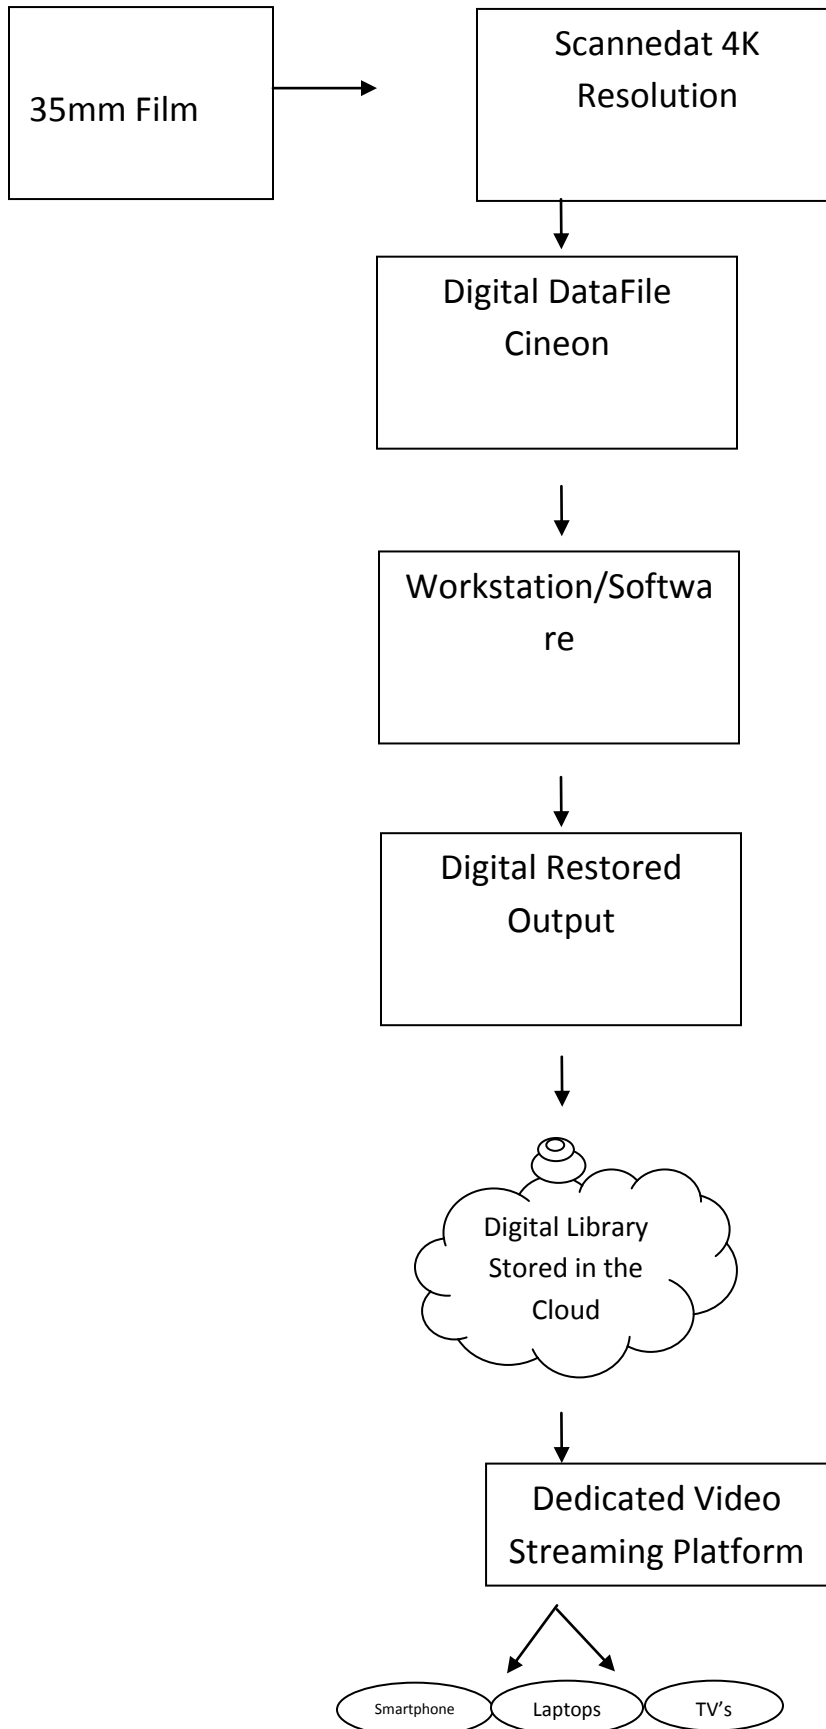 35mm Film
Scannedat 4K
Resolution
Digital DataFile
Cineon
Workstation/Softwa
re
Digital Restored
Output
Digital Library
Stored in the
Cloud
Dedicated Video
Streaming Platform
Smartphone
Laptops
TV’s